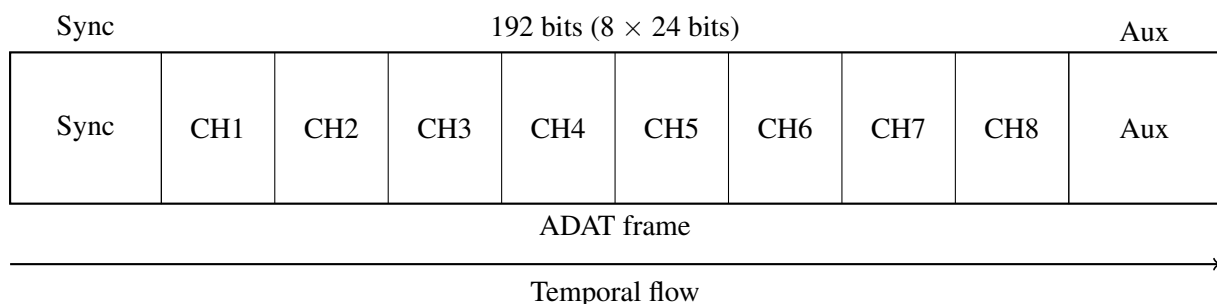 Sync 192 bits (8 × 24 bits) Aux
Sync CH1 CH2 CH3 CH4 CH5 CH6 CH7 CH8 Aux
ADAT frame
Temporal flow